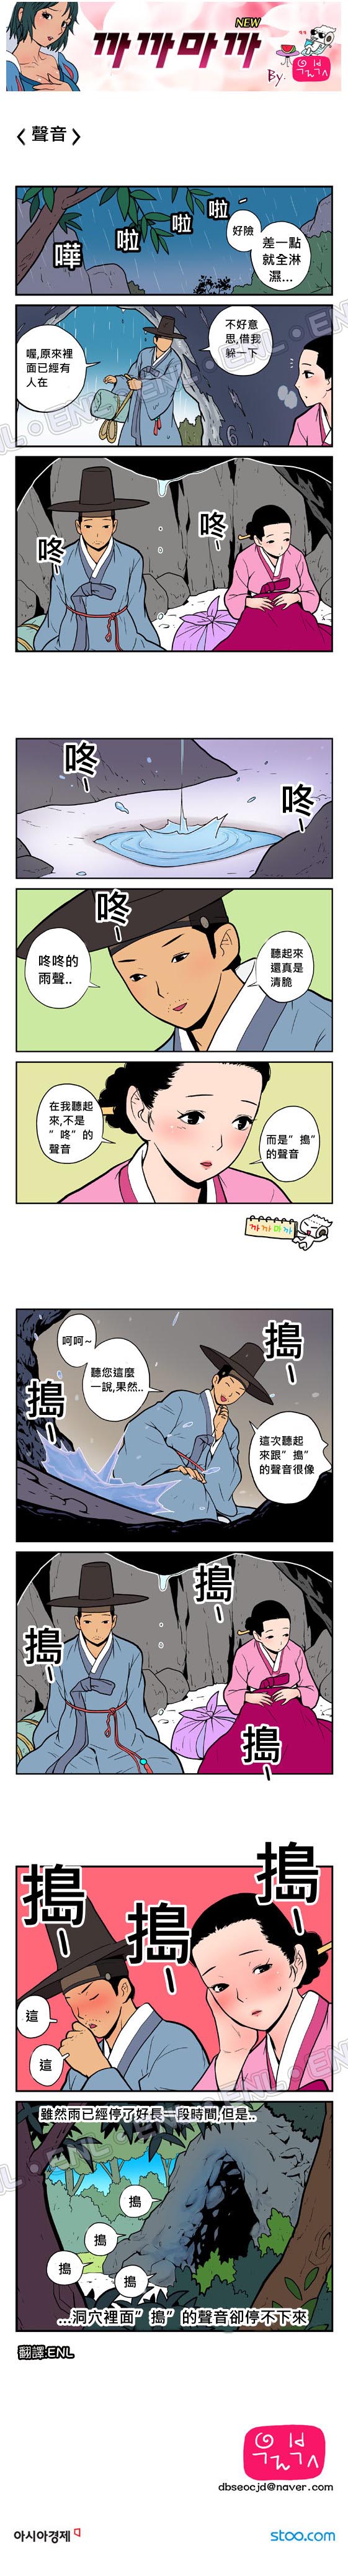 NEW
까까마까
By.
〈 聲音 〉
嘩
啦
啦
啦
好險
差一點
就全淋
濕...
喔,原來裡
面已經有
人在
不好意
思,借我
躲一下
咚
咚
咚
咚
咚
咚咚的
雨聲..
聽起來
還真是
清脆
在我聽起
來,不是
”咚”的
聲音
而是”搗”
的聲音
까까마까
呵呵~
聽您這麼
一說,果然..
搗
搗
這次聽起
來跟”搗”
的聲音很像
搗
搗
搗
搗
搗
搗
這
這
雖然雨已經停了好長一段時間,但是..
搗
搗
搗
搗
...洞穴裡面”搗”的聲音卻停不下來
翻譯:ENL
dbseocjd@naver.com
아시아경제
stoo.com